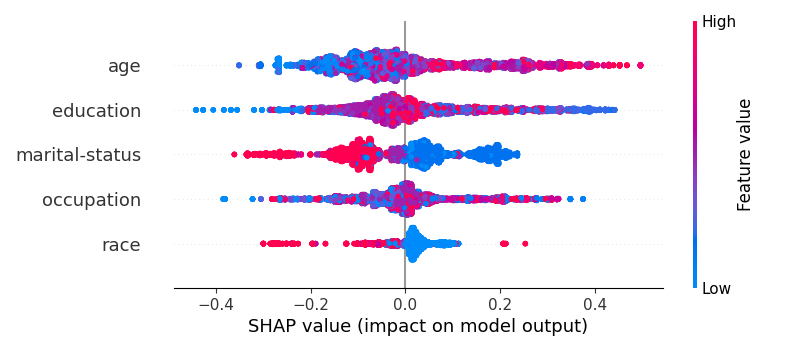 High
age
education
marital-status
occupation
race
Feature value
Low
−0.4 −0.2 0.0 0.2 0.4
SHAP value (impact on model output)